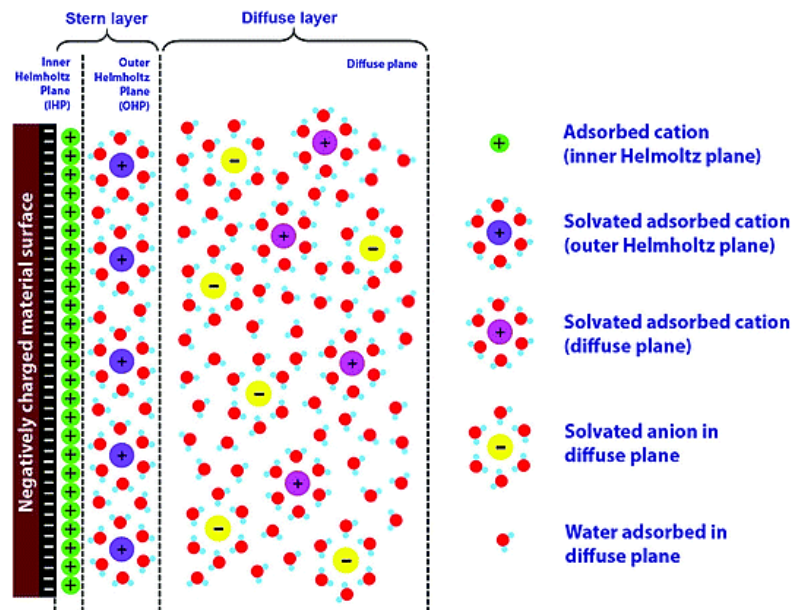 Stern layer
Diffuse layer
Inner
Helmholtz
Plane
(IHP)
Outer
Helmholtz
Plane
(OHP)
Diffuse plane
Negatively charged material surface
Adsorbed cation
(inner Helmoltz plane)
Solvated adsorbed cation
(outer Helmholtz plane)
Solvated adsorbed cation
(diffuse plane)
Solvated anion in
diffuse plane
Water adsorbed in
diffuse plane